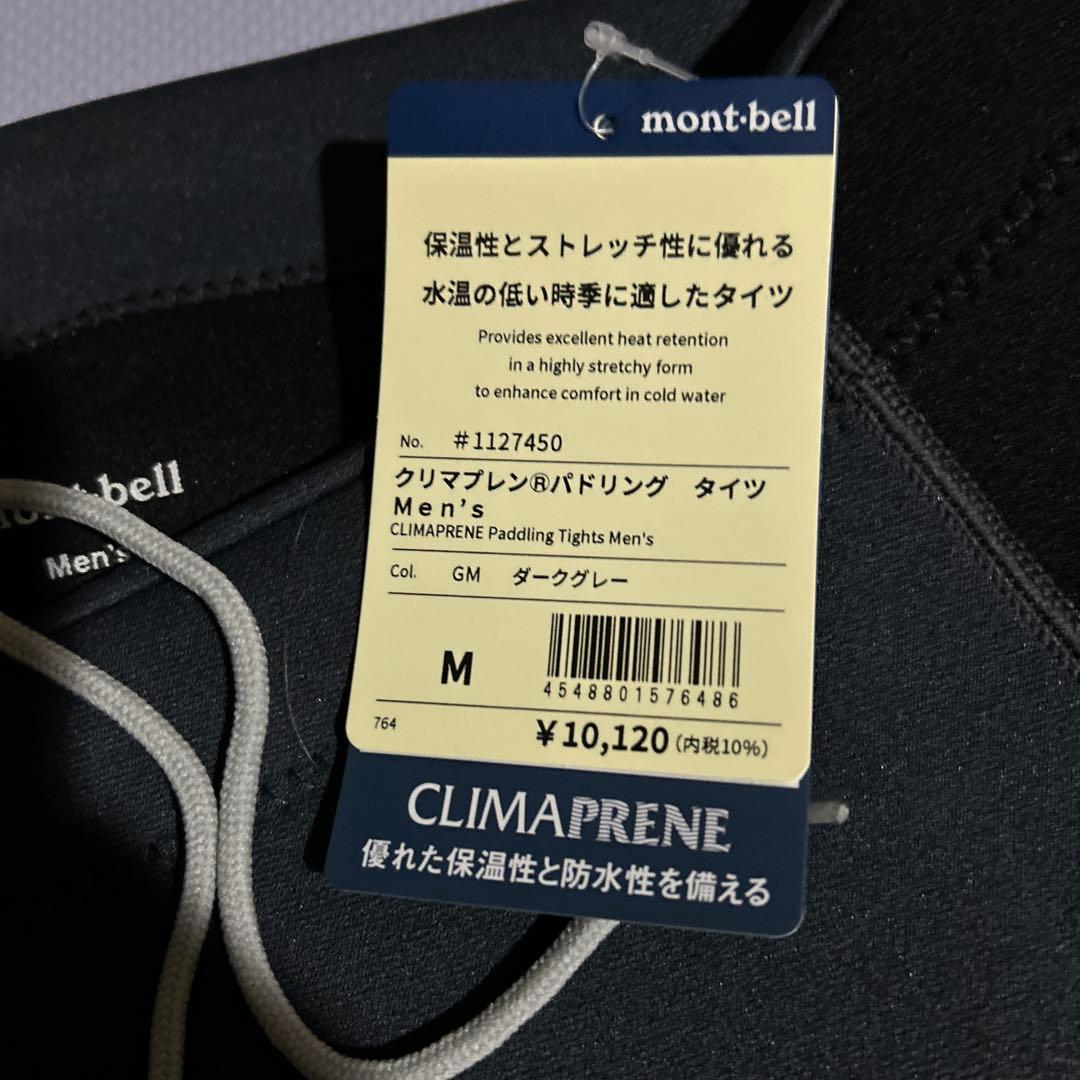 mont·bell
保温性とストレッチ性に優れる
水温の低い時季に適したタイツ
Provides excellent heat retention
in a highly stretchy form
to enhance comfort in cold water
No. #1127450
クリマプレン®パドリング タイツ
Men's
CLIMAPRENE Paddling Tights Men's
Col. GM ダークグレー
M
4548801576486
764
¥10,120(内税10%)
CLIMAPRENE
優れた保温性と防水性を備える
mont-bell
Men's